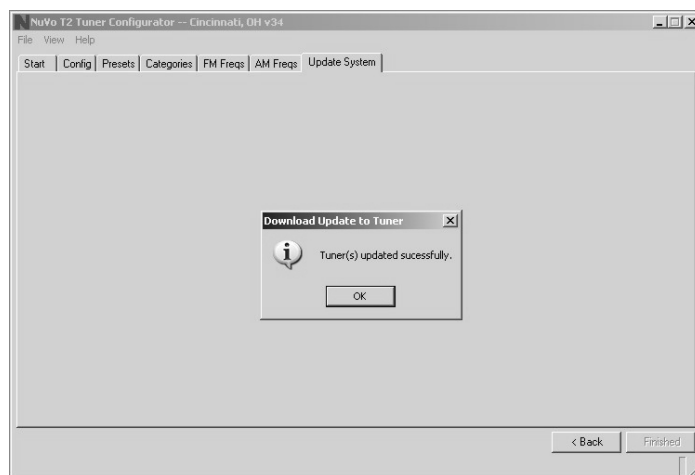 NuVo T2 Tuner Configurator -- Cincinnati, OH v34
File View Help
Start Config Presets Categories FM Freqs AM Freqs Update System
Download Update to Tuner
Tuner(s) updated sucessfully.
OK
< Back Finished